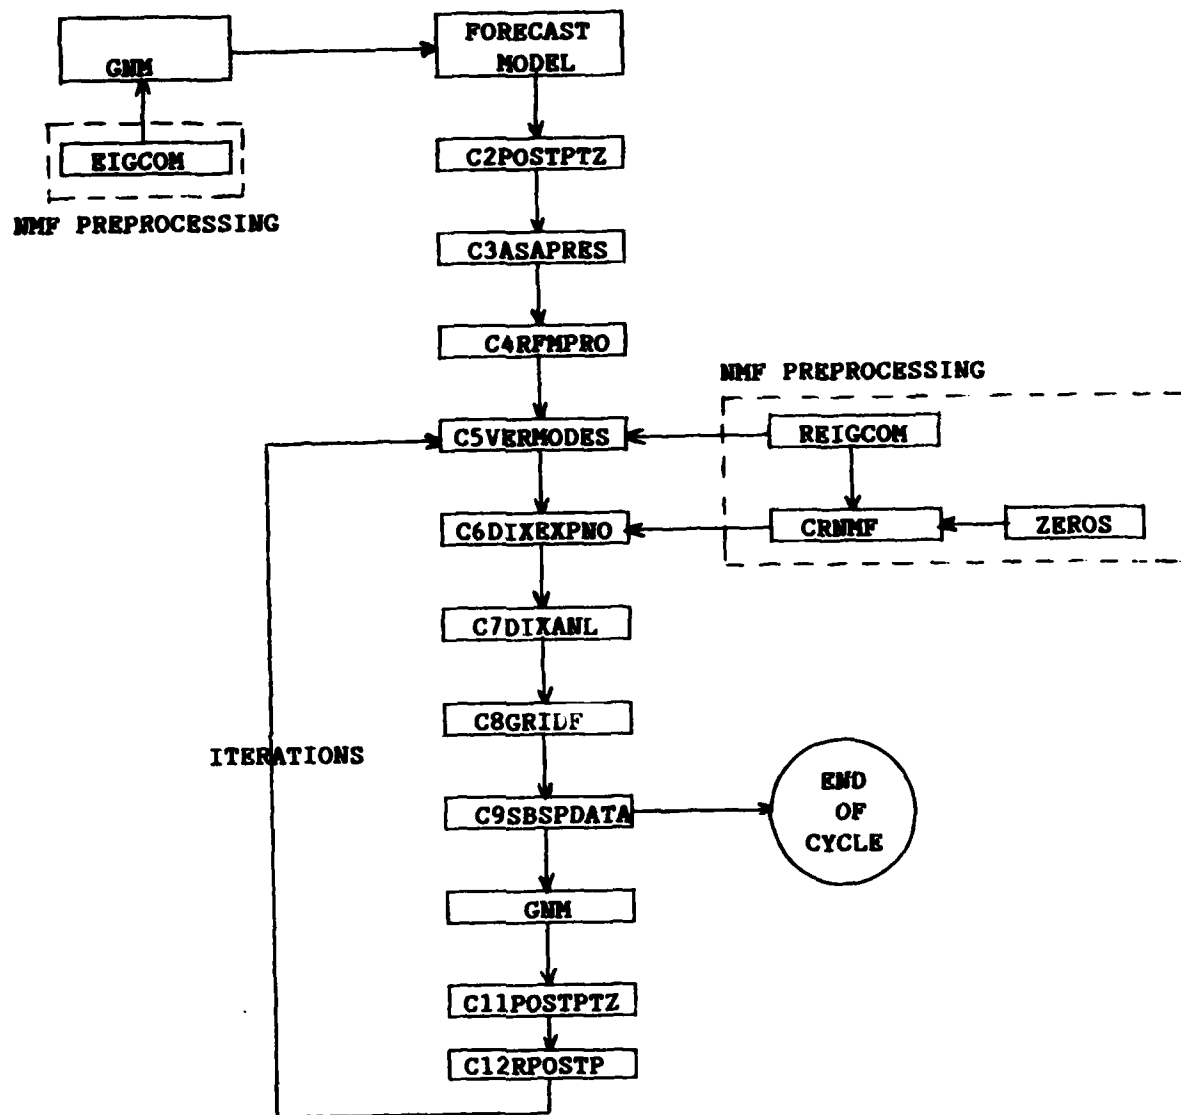 FORECAST
MODEL
GNM
EIGCOM
NMF PREPROCESSING
C2POSTPTZ
C3ASAPRES
C4RFMPRO
NMF PREPROCESSING
C5VERMODES
REIGCOM
C6DIXEXPNO
CRNMF
ZEROS
C7DIXANL
C8GRIDF
ITERATIONS
C9SBSPDATA
END
OF
CYCLE
GNM
C11POSTPTZ
C12RPOSTP